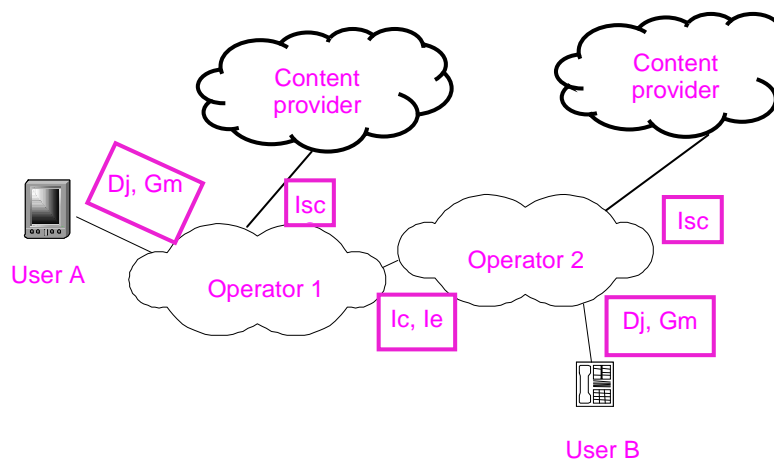 Content
provider
Content
provider
Dj, Gm
Isc
Isc
User A
Operator 1
Operator 2
Ic, Ie
Dj, Gm
User B